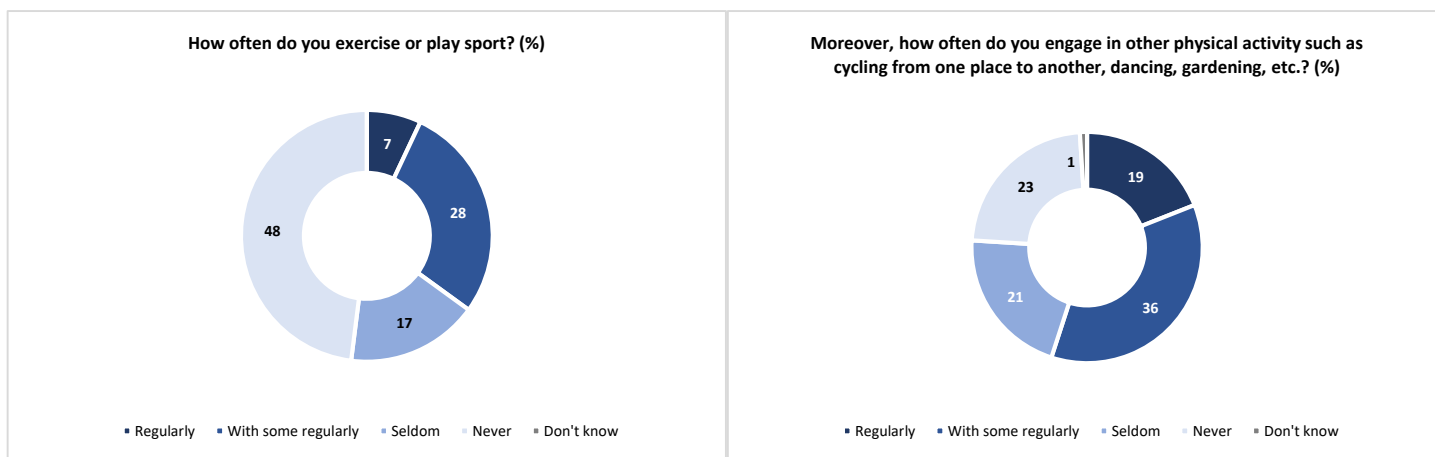 How often do you exercise or play sport? (%)
7
28
17
48
Regularly With some regularly Seldom Never Don't know
Moreover, how often do you engage in other physical activity such as
cycling from one place to another, dancing, gardening, etc.? (%)
1
19
23
21
36
Regularly With some regularly Seldom Never Don't know